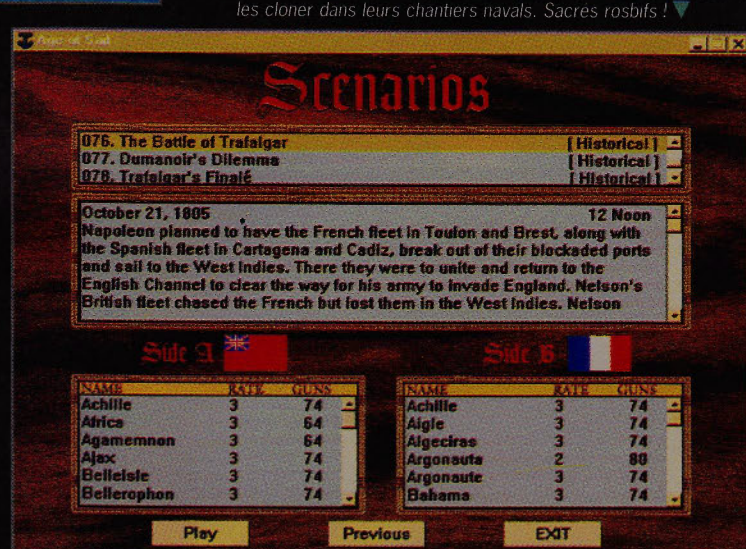 les cloner dans leurs chantiers navals. Sacrés rosbifs !
Age of Sail
Scenarios
076. The Battle of Trafalgar [ Historical ]
077. Dumanoir's Dilemma [ Historical ]
078. Trafalgar's Finalé [ Historical ]
October 21, 1805 12 Noon
Napoleon planned to have the French fleet in Toulon and Brest, along with
the Spanish fleet in Cartagena and Cadiz, break out of their blockaded ports
and sail to the West Indies. There they were to unite and return to the
English Channel to clear the way for his army to invade England. Nelson's
British fleet chased the French but lost them in the West Indies. Nelson
Side A Side B
NAME RATE GUNS
Achille 3 74
Africa 3 64
Agamemnon 3 64
Ajax 3 74
Belleisle 3 74
Bellerophon 3 74
NAME RATE GUNS
Achille 3 74
Aigle 3 74
Algeciras 3 74
Argonauta 2 80
Argonaute 3 74
Bahama 3 74
Play Previous EXIT